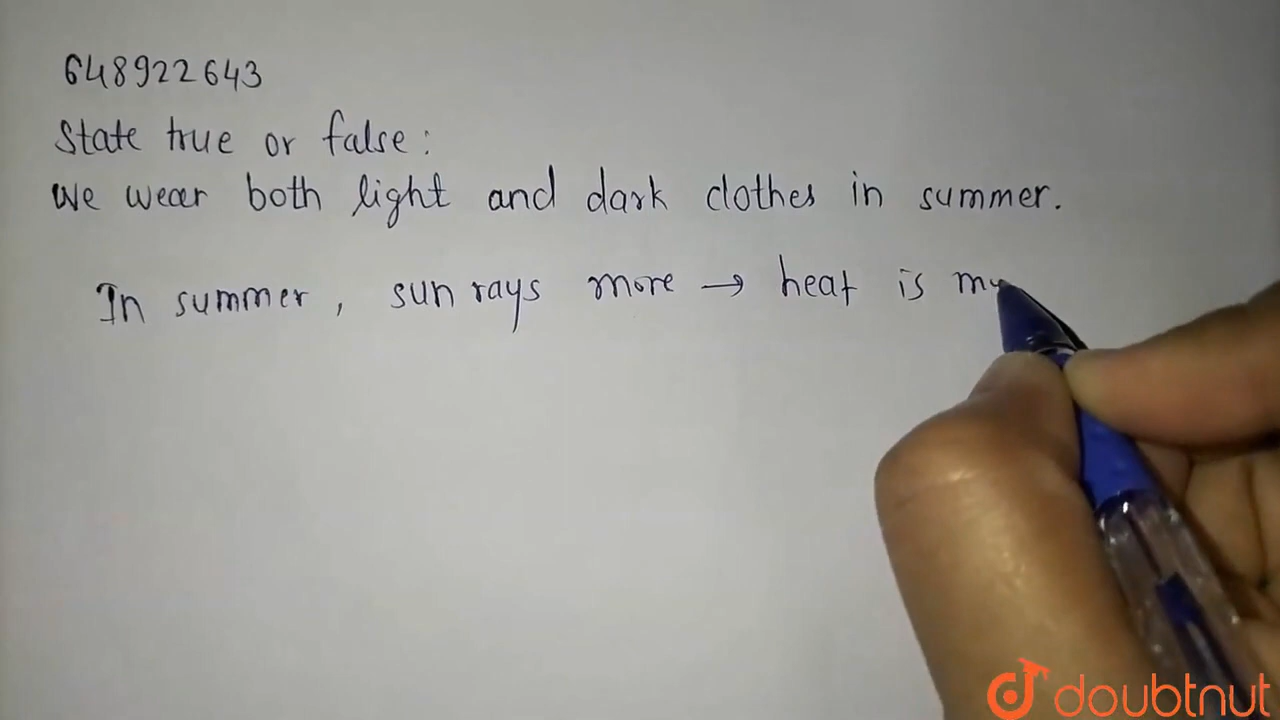 648922643
State true or false:
We wear both light and dark clothes in summer.
In summer, sun rays more → heat is
doubtnut